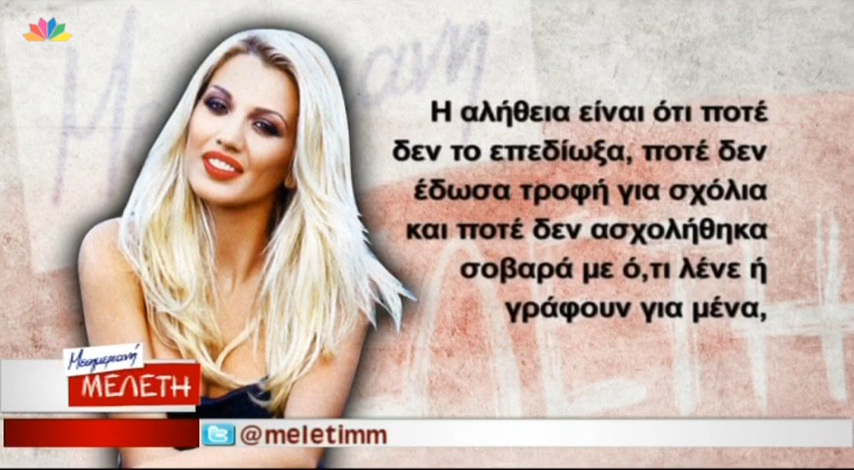 Η αλήθεια είναι ότι ποτέ
δεν το επεδίωξα, ποτέ δεν
έδωσα τροφή για σχόλια
και ποτέ δεν ασχολήθηκα
σοβαρά με ό,τι λένε ή
γράφουν για μένα,
Μεσημεριανή
ΜΕΛΕΤΗ
@meletimm